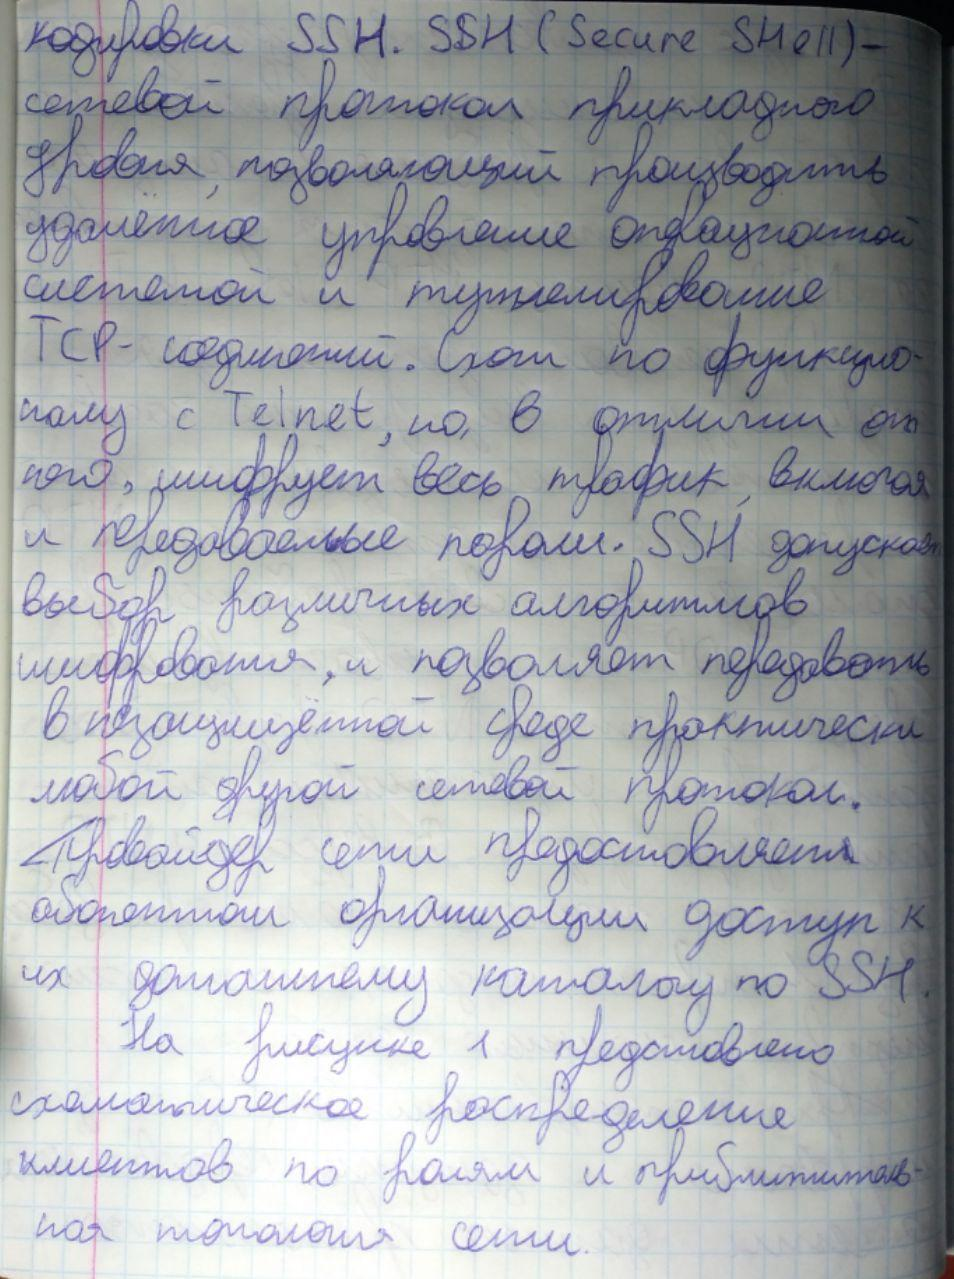 кодировки SSH. SSH (Secure SHell) –
сетевой протокол прикладного
уровня, позволяющий производить
удалённое управление операционной
системой и туннелирование
TCP- соединений. Схож по функцио-
налу с Telnet, но, в отличии от
него, шифрует весь трафик, включая
и передаваемые пароли. SSH допускает
выбор различных алгоритмов
шифрования, и позволяет передавать
в незащищённой среде практически
любой другой сетевой протокол.
Провайдер сети предоставляет
абонентам организации доступ к
их домашнему каталогу по SSH.
На рисунке 1 представлено
схематическое распределение
клиентов по ролям и приблизитель-
ная топология сети.